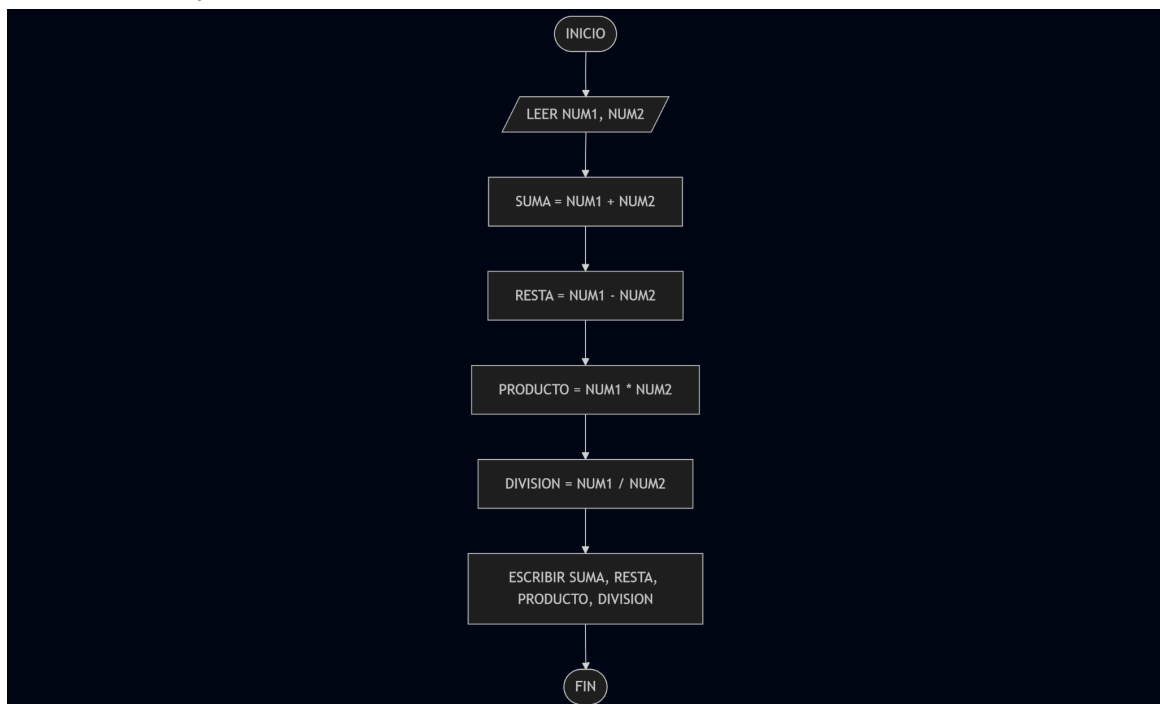 INICIO
LEER NUM1, NUM2
SUMA = NUM1 + NUM2
RESTA = NUM1 - NUM2
PRODUCTO = NUM1 * NUM2
DIVISION = NUM1 / NUM2
ESCRIBIR SUMA, RESTA,
PRODUCTO, DIVISION
FIN